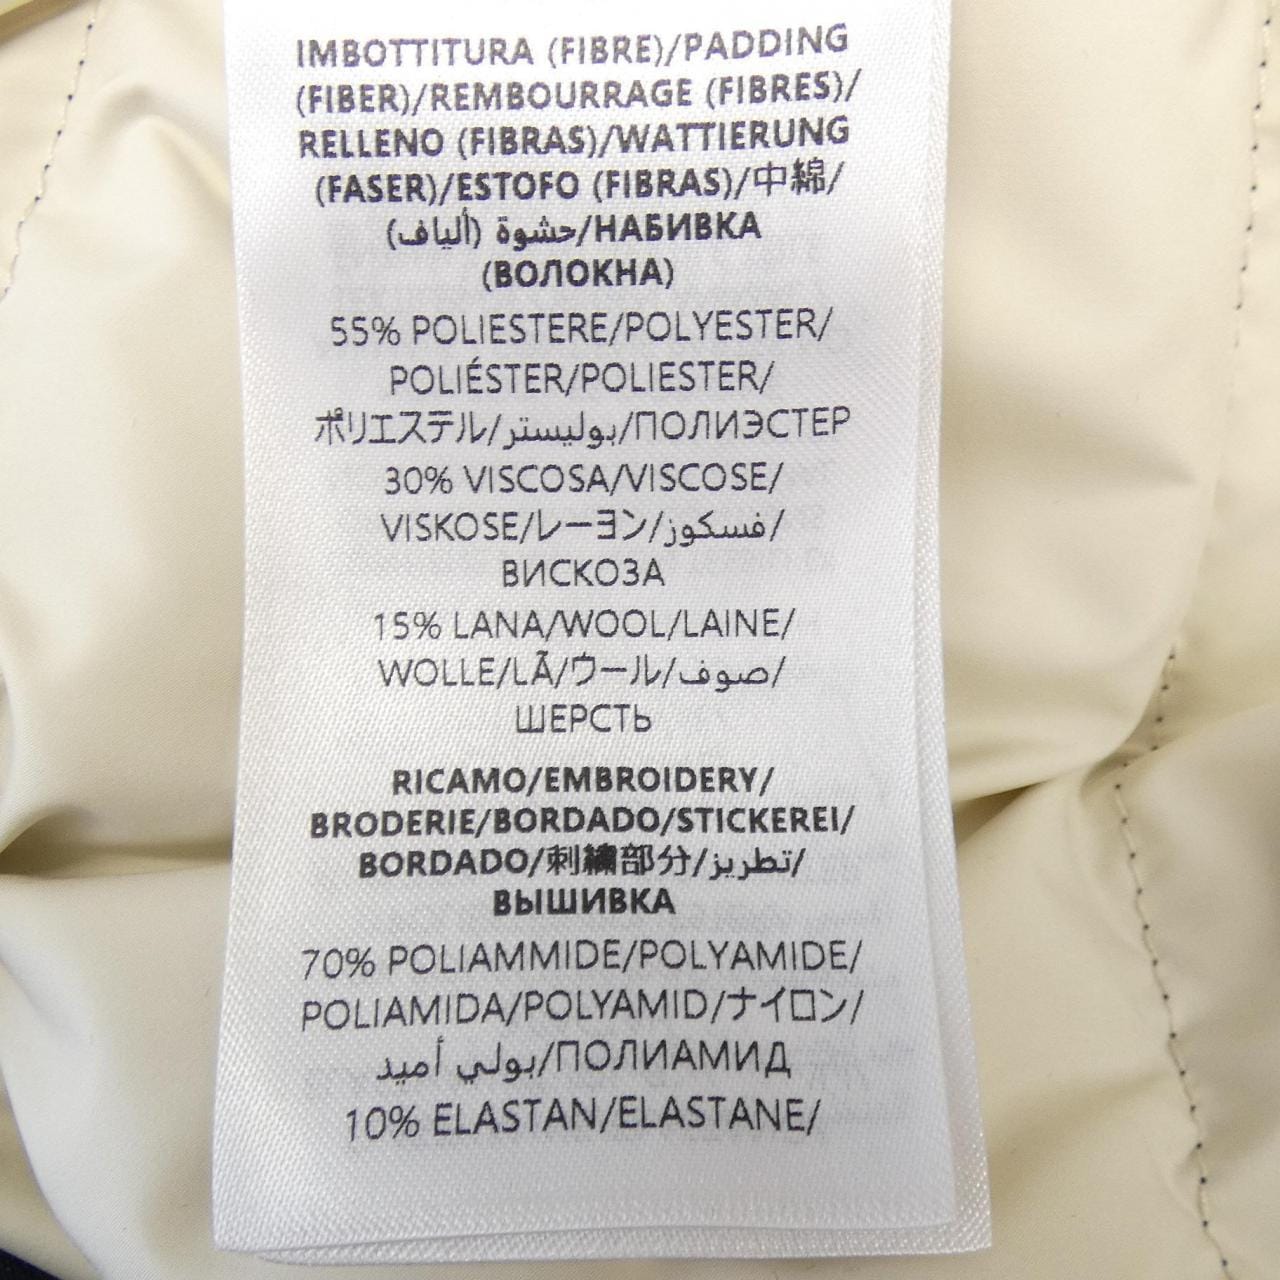 IMBOTTITURA (FIBRE)/PADDING
(FIBER)/REMBOURRAGE (FIBRES)/
RELLENO (FIBRAS)/WATTIERUNG
(FASER)/ESTOFO (FIBRAS)/中綿/
حشوة (ألياف)/НАБИВКА
(ВОЛОКНА)
55% POLIESTERE/POLYESTER/
POLIÉSTER/POLIESTER/
ポリエステル/بوليستر/ПОЛИЭСТЕР
30% VISCOSA/VISCOSE/
VISKOSE/レーヨン/فسكوز/
ВИСКОЗА
15% LANA/WOOL/LAINE/
WOLLE/LÃ/ウール/صوف/
ШЕРСТЬ
RICAMO/EMBROIDERY/
BRODERIE/BORDADO/STICKEREI/
BORDADO/刺繍部分/تطريز/
ВЫШИВКА
70% POLIAMMIDE/POLYAMIDE/
POLIAMIDA/POLYAMID/ナイロン/
بولي أميد/ПОЛИАМИД
10% ELASTAN/ELASTANE/